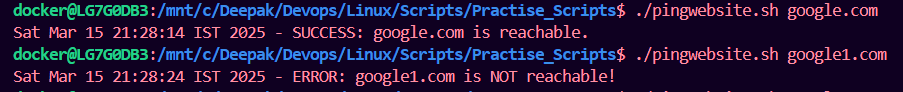 docker@LG7G0DB3:/mnt/c/Deepak/Devops/Linux/Scripts/Practise_Scripts$ ./pingwebsite.sh google.com
Sat Mar 15 21:28:14 IST 2025 - SUCCESS: google.com is reachable.
docker@LG7G0DB3:/mnt/c/Deepak/Devops/Linux/Scripts/Practise_Scripts$ ./pingwebsite.sh google1.com
Sat Mar 15 21:28:24 IST 2025 - ERROR: google1.com is NOT reachable!